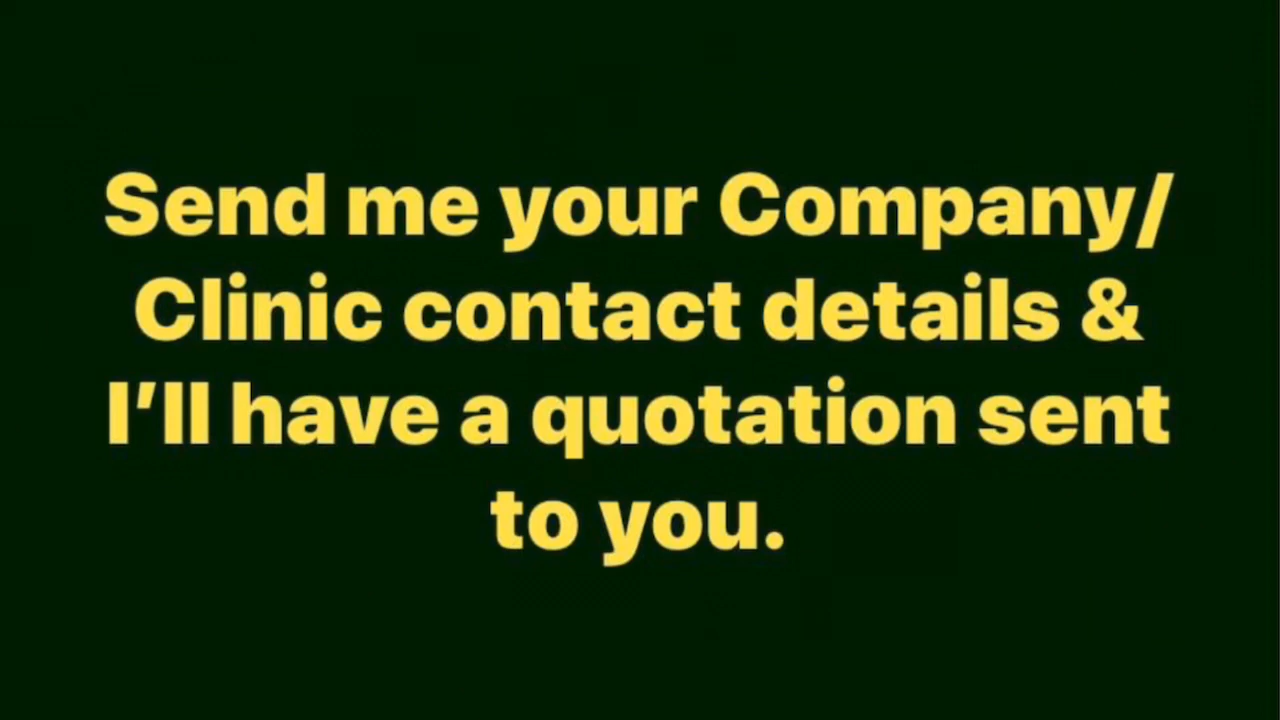 Send me your Company/
Clinic contact details &
I’ll have a quotation sent
to you.